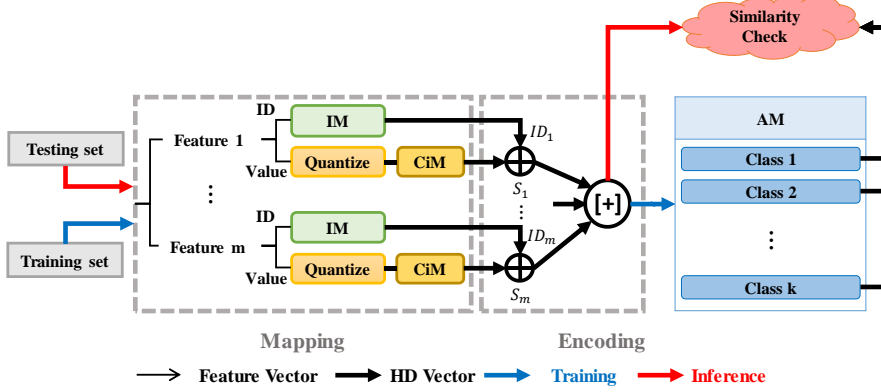 Similarity
Check
ID
IM
ID₁
Feature 1
Value
Quantize
CiM
S₁
Testing set
AM
Class 1
Class 2
[+]
⋮
⋮
⋮
ID
IM
IDₘ
Feature m
Value
Quantize
CiM
Sₘ
Training set
Class k
Mapping
Encoding
Feature Vector
HD Vector
Training
Inference